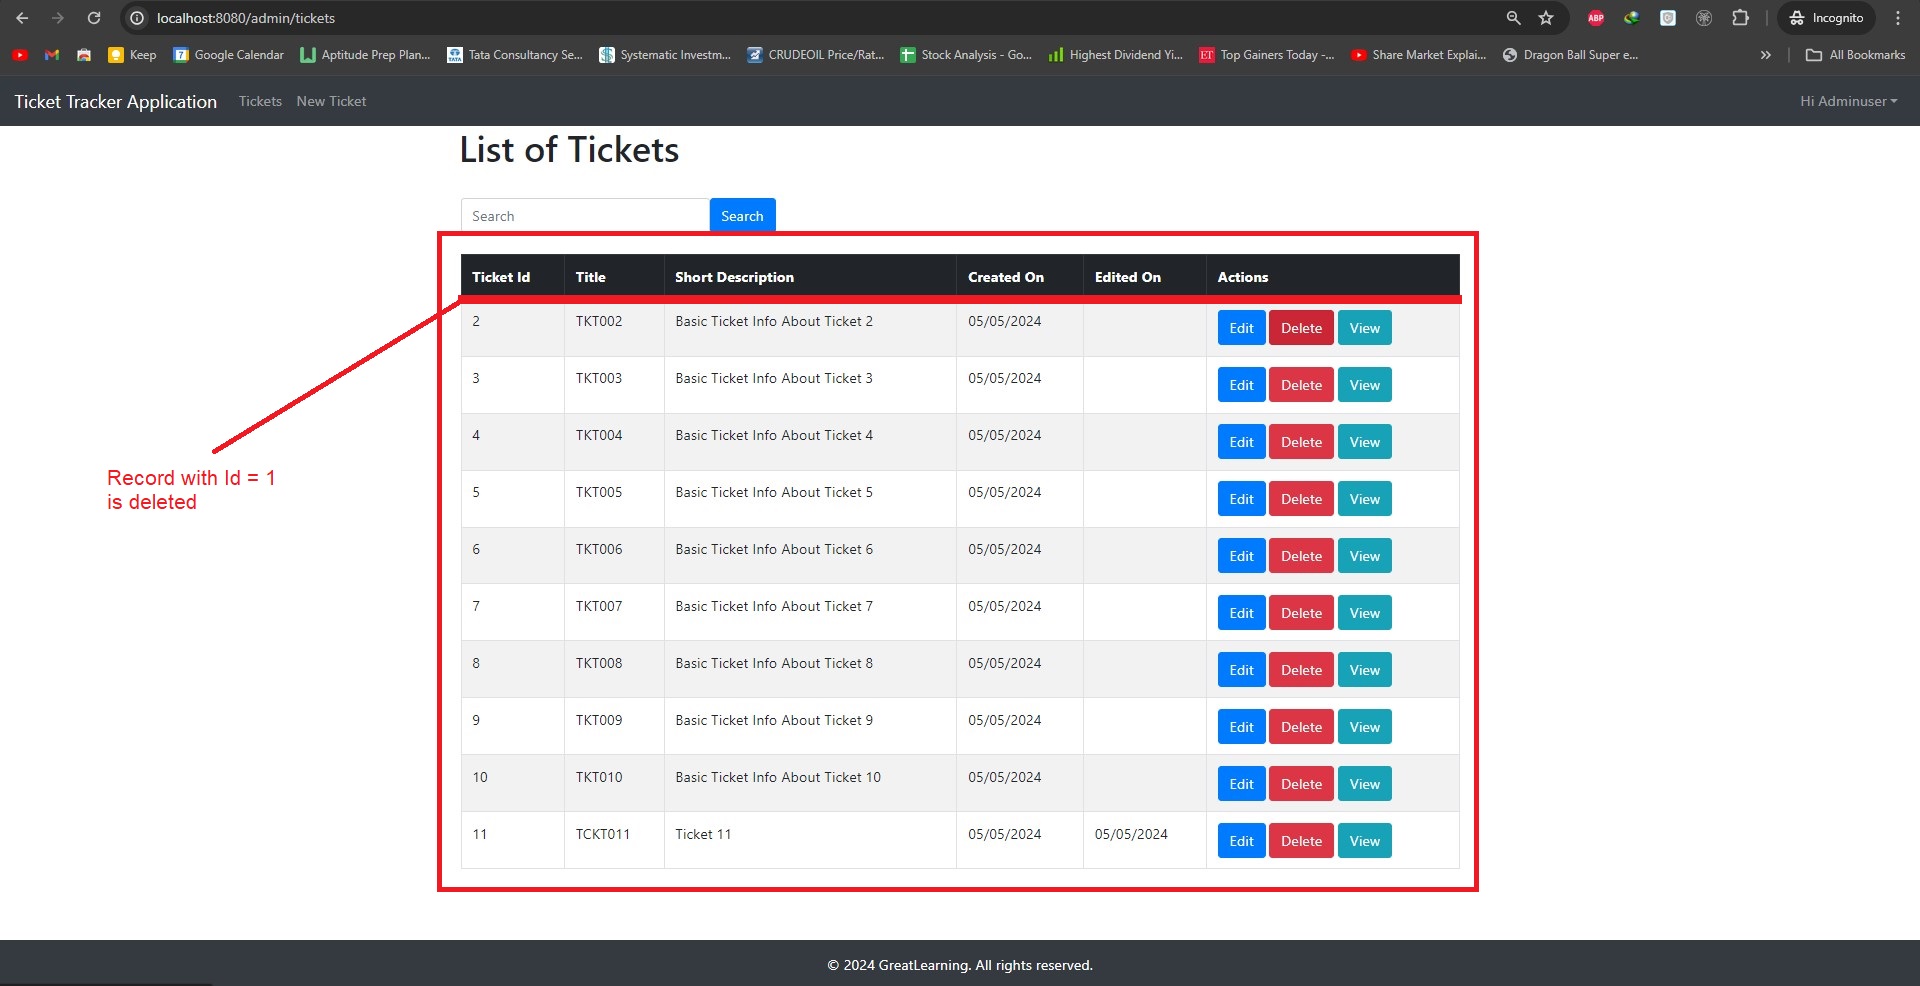 localhost:8080/admin/tickets
ABP
Incognito
Keep
7 Google Calendar
Aptitude Prep Plan...
TATA Tata Consultancy Se...
Systematic Investm...
CRUDEOIL Price/Rat...
Stock Analysis - Go...
Highest Dividend Yi...
ET Top Gainers Today -...
Share Market Explai...
Dragon Ball Super e...
All Bookmarks
Ticket Tracker Application Tickets New Ticket Hi Adminuser
List of Tickets
Search Search
Ticket Id Title Short Description Created On Edited On Actions
2 TKT002 Basic Ticket Info About Ticket 2 05/05/2024 Edit Delete View
3 TKT003 Basic Ticket Info About Ticket 3 05/05/2024 Edit Delete View
4 TKT004 Basic Ticket Info About Ticket 4 05/05/2024 Edit Delete View
5 TKT005 Basic Ticket Info About Ticket 5 05/05/2024 Edit Delete View
6 TKT006 Basic Ticket Info About Ticket 6 05/05/2024 Edit Delete View
7 TKT007 Basic Ticket Info About Ticket 7 05/05/2024 Edit Delete View
8 TKT008 Basic Ticket Info About Ticket 8 05/05/2024 Edit Delete View
9 TKT009 Basic Ticket Info About Ticket 9 05/05/2024 Edit Delete View
10 TKT010 Basic Ticket Info About Ticket 10 05/05/2024 Edit Delete View
11 TCKT011 Ticket 11 05/05/2024 05/05/2024 Edit Delete View
Record with Id = 1
is deleted
© 2024 GreatLearning. All rights reserved.